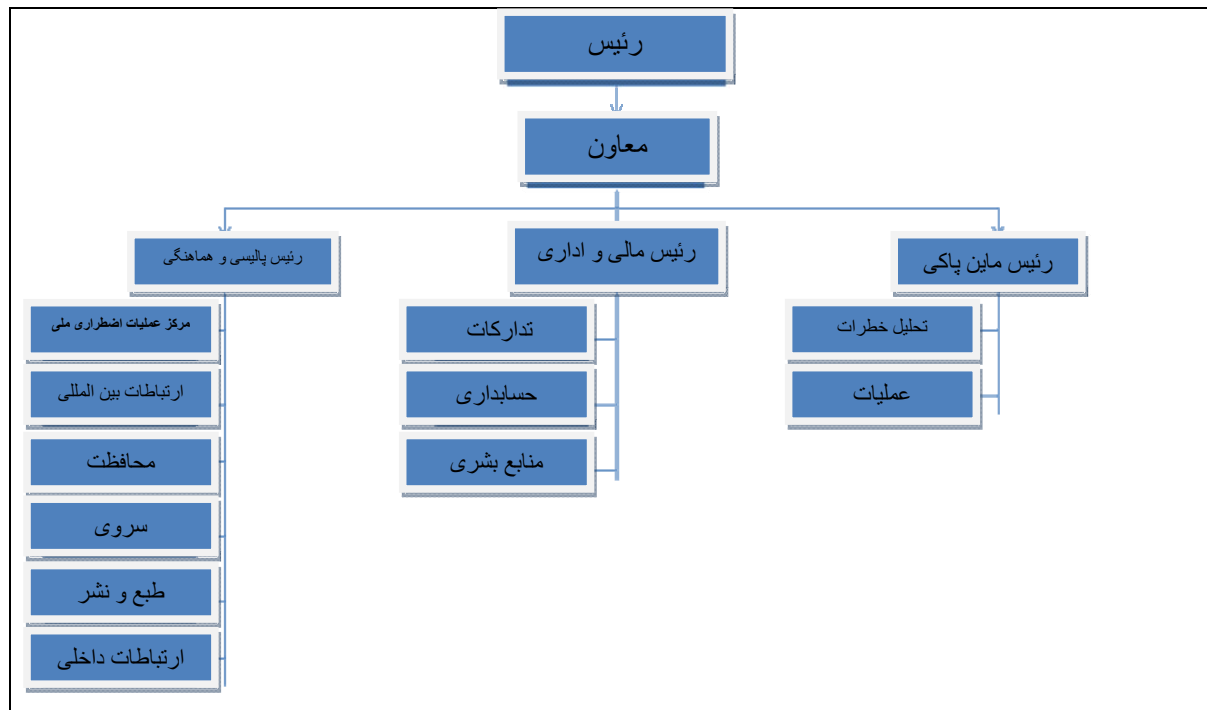 رئیس
معاون
رئیس ماین پاکی
رئیس مالی و اداری
رئیس پالیسی و هماهنگی
تحلیل خطرات
عملیات
تدارکات
حسابداری
منابع بشری
مرکز عملیات اضطراری ملی
ارتباطات بین المللی
محافظت
سروی
طبع و نشر
ارتباطات داخلی